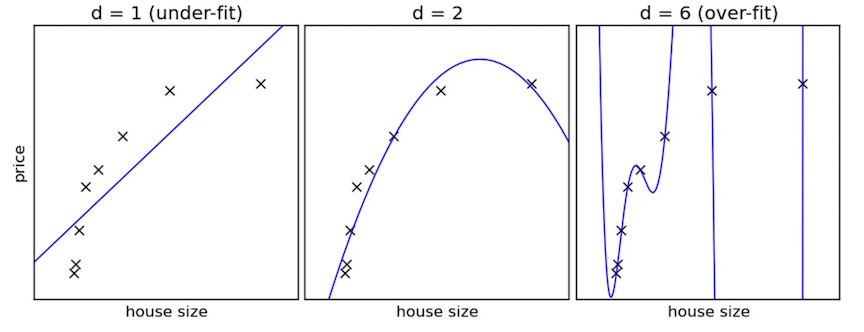 d = 1 (under-fit)
d = 2
d = 6 (over-fit)
price
house size
house size
house size